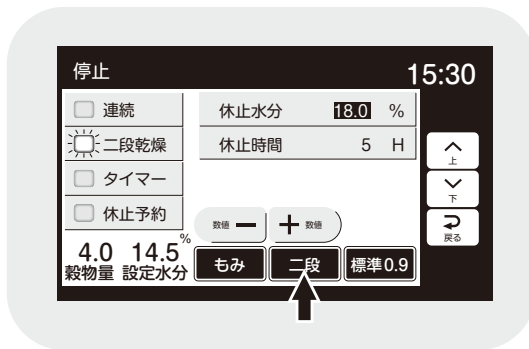 停止 15:30
連続
二段乾燥
タイマー
休止予約
休止水分 18.0 %
休止時間 5 H
上
下
戻る
数値 − + 数値
4.0 14.5%
穀物量 設定水分
もみ 二段 標準0.9